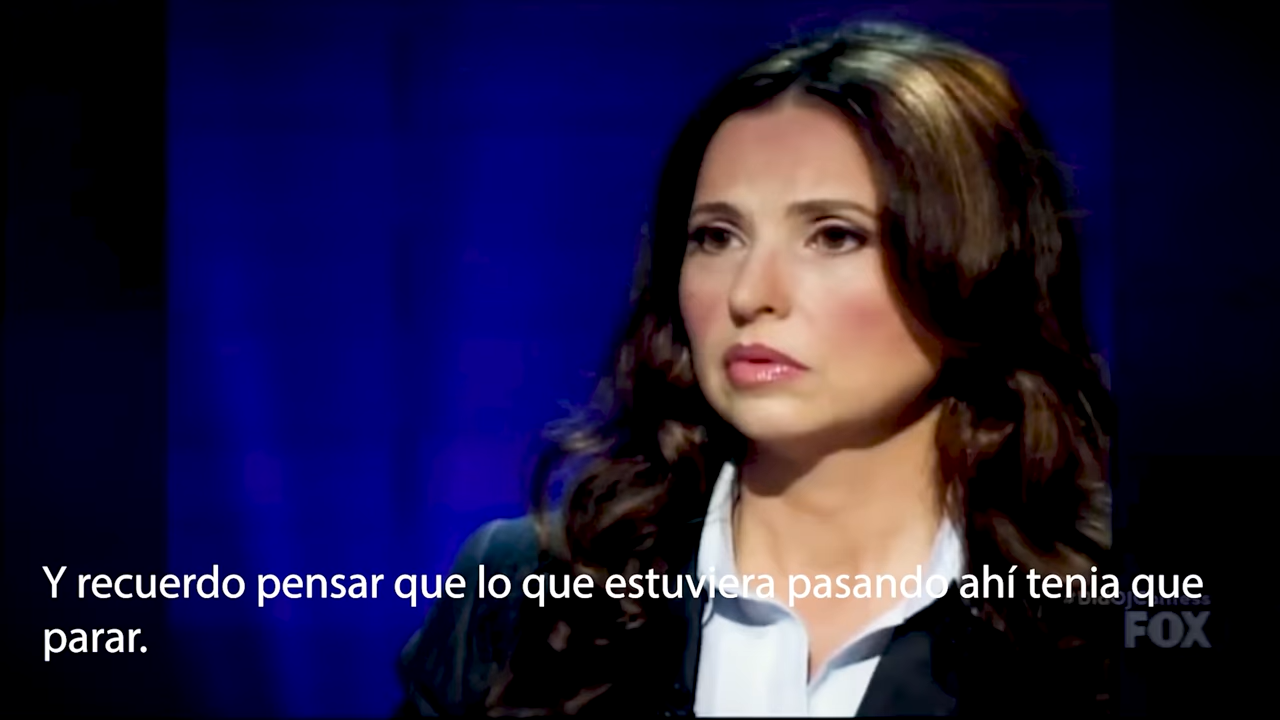 Y recuerdo pensar que lo que estuviera pasando ahí tenia que
parar.
FOX